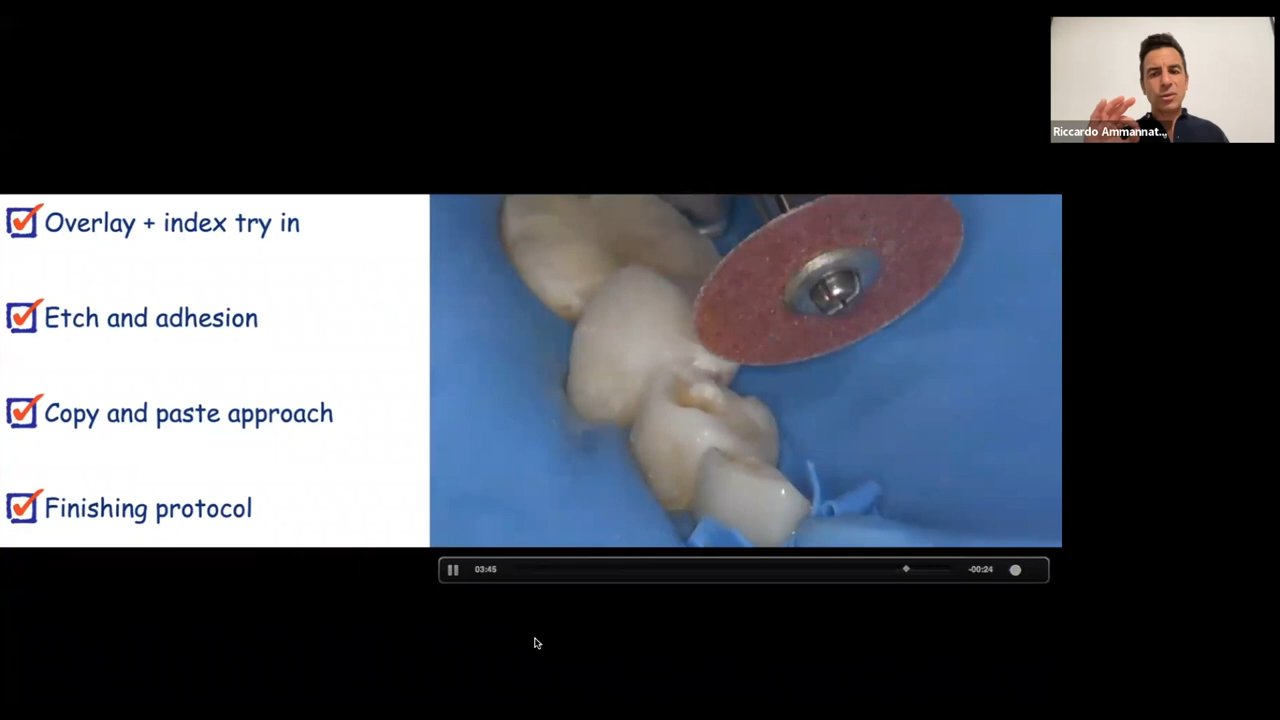 Riccardo Ammannat...
Overlay + index try in
Etch and adhesion
Copy and paste approach
Finishing protocol
03:45
-00:24